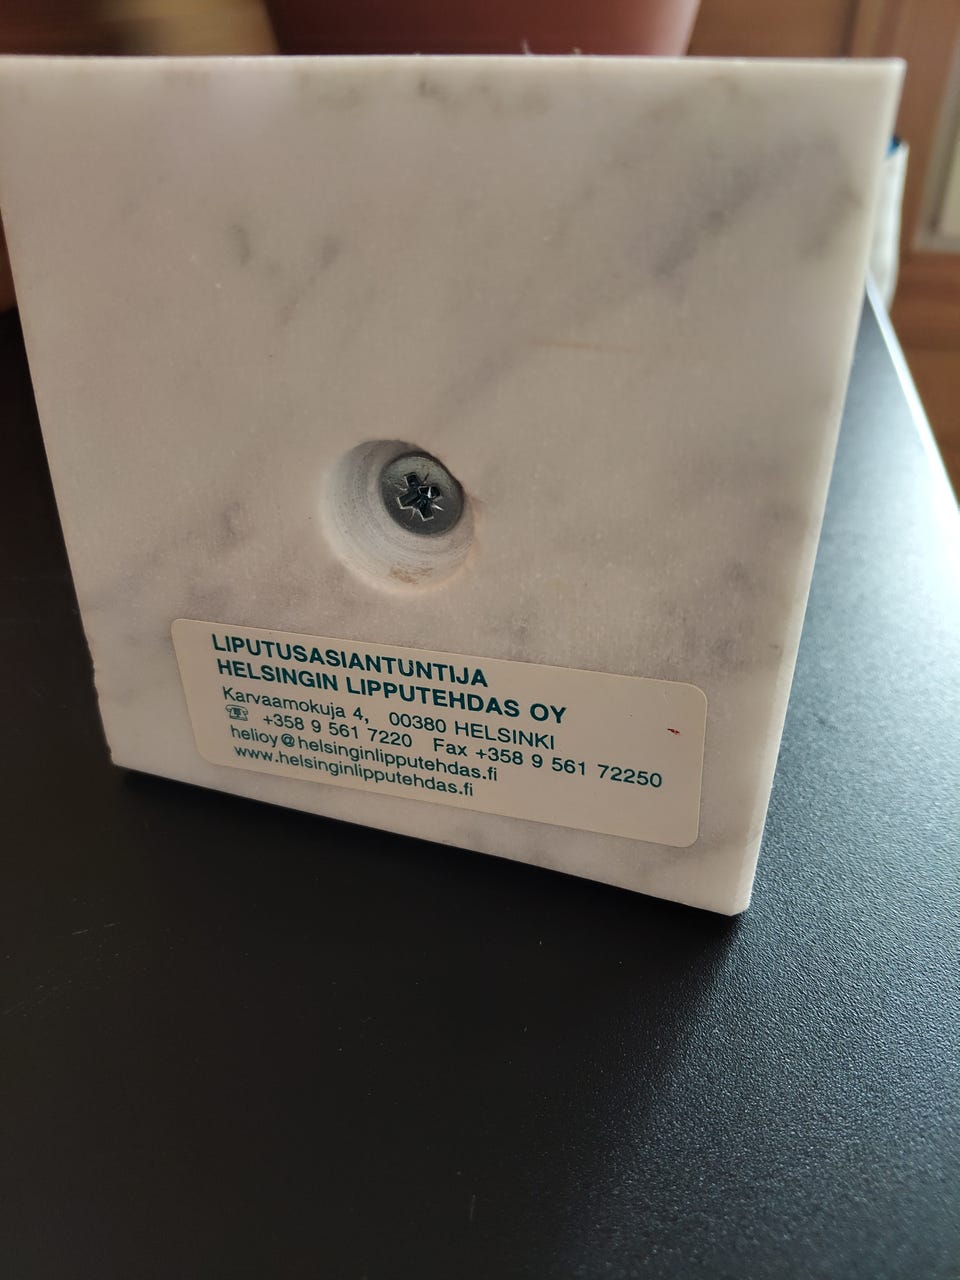 LIPUTUSASIANTUNTIJA
HELSINGIN LIPPUTEHDAS OY
Karvaamokuja 4, 00380 HELSINKI
☏ +358 9 561 7220 Fax +358 9 561 72250
helioy@helsinginlipputehdas.fi
www.helsinginlipputehdas.fi